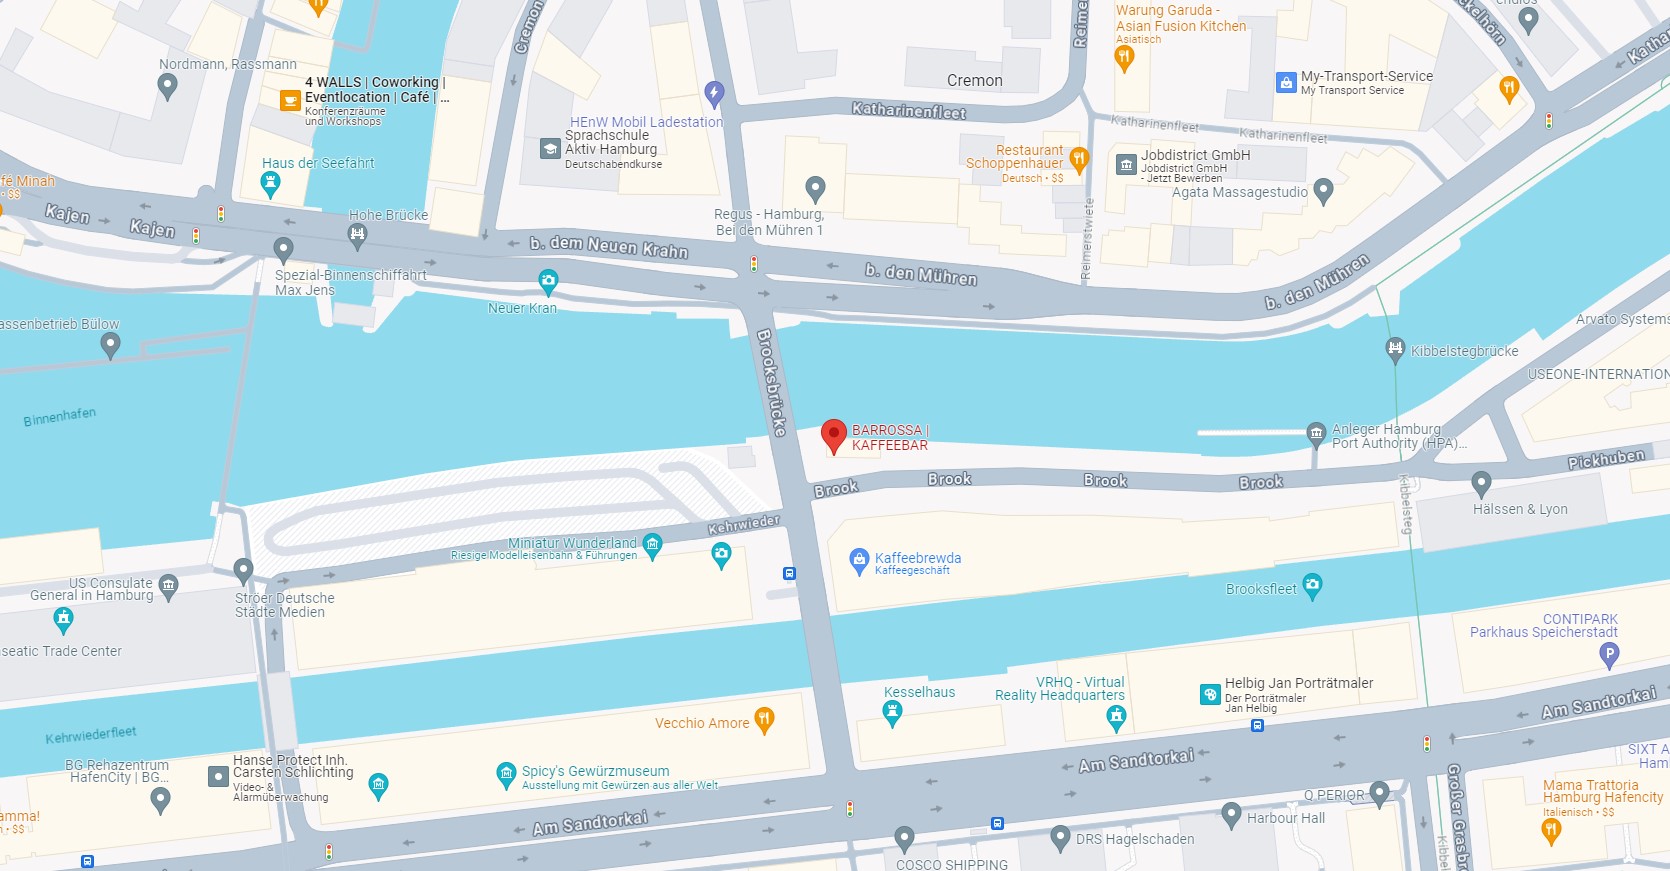 Warung Garuda -
Asian Fusion Kitchen
Asiatisch
Cremon
Nordmann, Rassmann
4 WALLS | Coworking |
Eventlocation | Café | ...
Konferenzräume
und Workshops
Cremon
My-Transport-Service
My Transport Service
HEnW Mobil Ladestation
Katharinenfleet
Katharinenfleet
Katharinenfleet
Sprachschule
Aktiv Hamburg
Deutschabendkurse
Haus der Seefahrt
Restaurant
Schoppenhauer
Deutsch • $$
Jobdistrict GmbH
Jobdistrict GmbH
- Jetzt Bewerben
Agata Massagestudio
Minah
• $$
Kajen
Kajen
Hohe Brücke
Regus - Hamburg,
Bei den Mühren 1
Reimerstwiete
b. dem Neuen Krahn
b. den Mühren
b. den Mühren
Spezial-Binnenschiffahrt
Max Jens
Neuer Kran
Bülow
Arvato Systems
Brooksbrücke
Kibbelstegbrücke
Binnenhafen
BARROSSA |
KAFFEEBAR
Anleger Hamburg
Port Authority (HPA)...
Pickhuben
Brook
Brook
Brook
Brook
Kibbelsteg
Hälssen & Lyon
Kehrwieder
Miniatur Wunderland
Riesige Modelleisenbahn & Führungen
Kaffeebrewda
Kaffeegeschäft
US Consulate
General in Hamburg
Ströer Deutsche
Städte Medien
Brooksfleet
CONTIPARK
Parkhaus Speicherstadt
Trade Center
Kesselhaus
VRHQ - Virtual
Reality Headquarters
Helbig Jan Porträtmaler
Der Porträtmaler
Jan Helbig
Am Sandtorkai
Vecchio Amore
Kehrwiederfleet
BG Rehazentrum
HafenCity | BG...
Hanse Protect Inh.
Carsten Schlichting
Video- &
Alarmüberwachung
Spicy's Gewürzmuseum
Ausstellung mit Gewürzen aus aller Welt
Am Sandtorkai
SIXT
Mama Trattoria
Hamburg Hafencity
Italienisch • $$
Q PERIOR
Großer
Harbour Hall
• $$
Am Sandtorkai
DRS Hagelschaden
COSCO SHIPPING
P